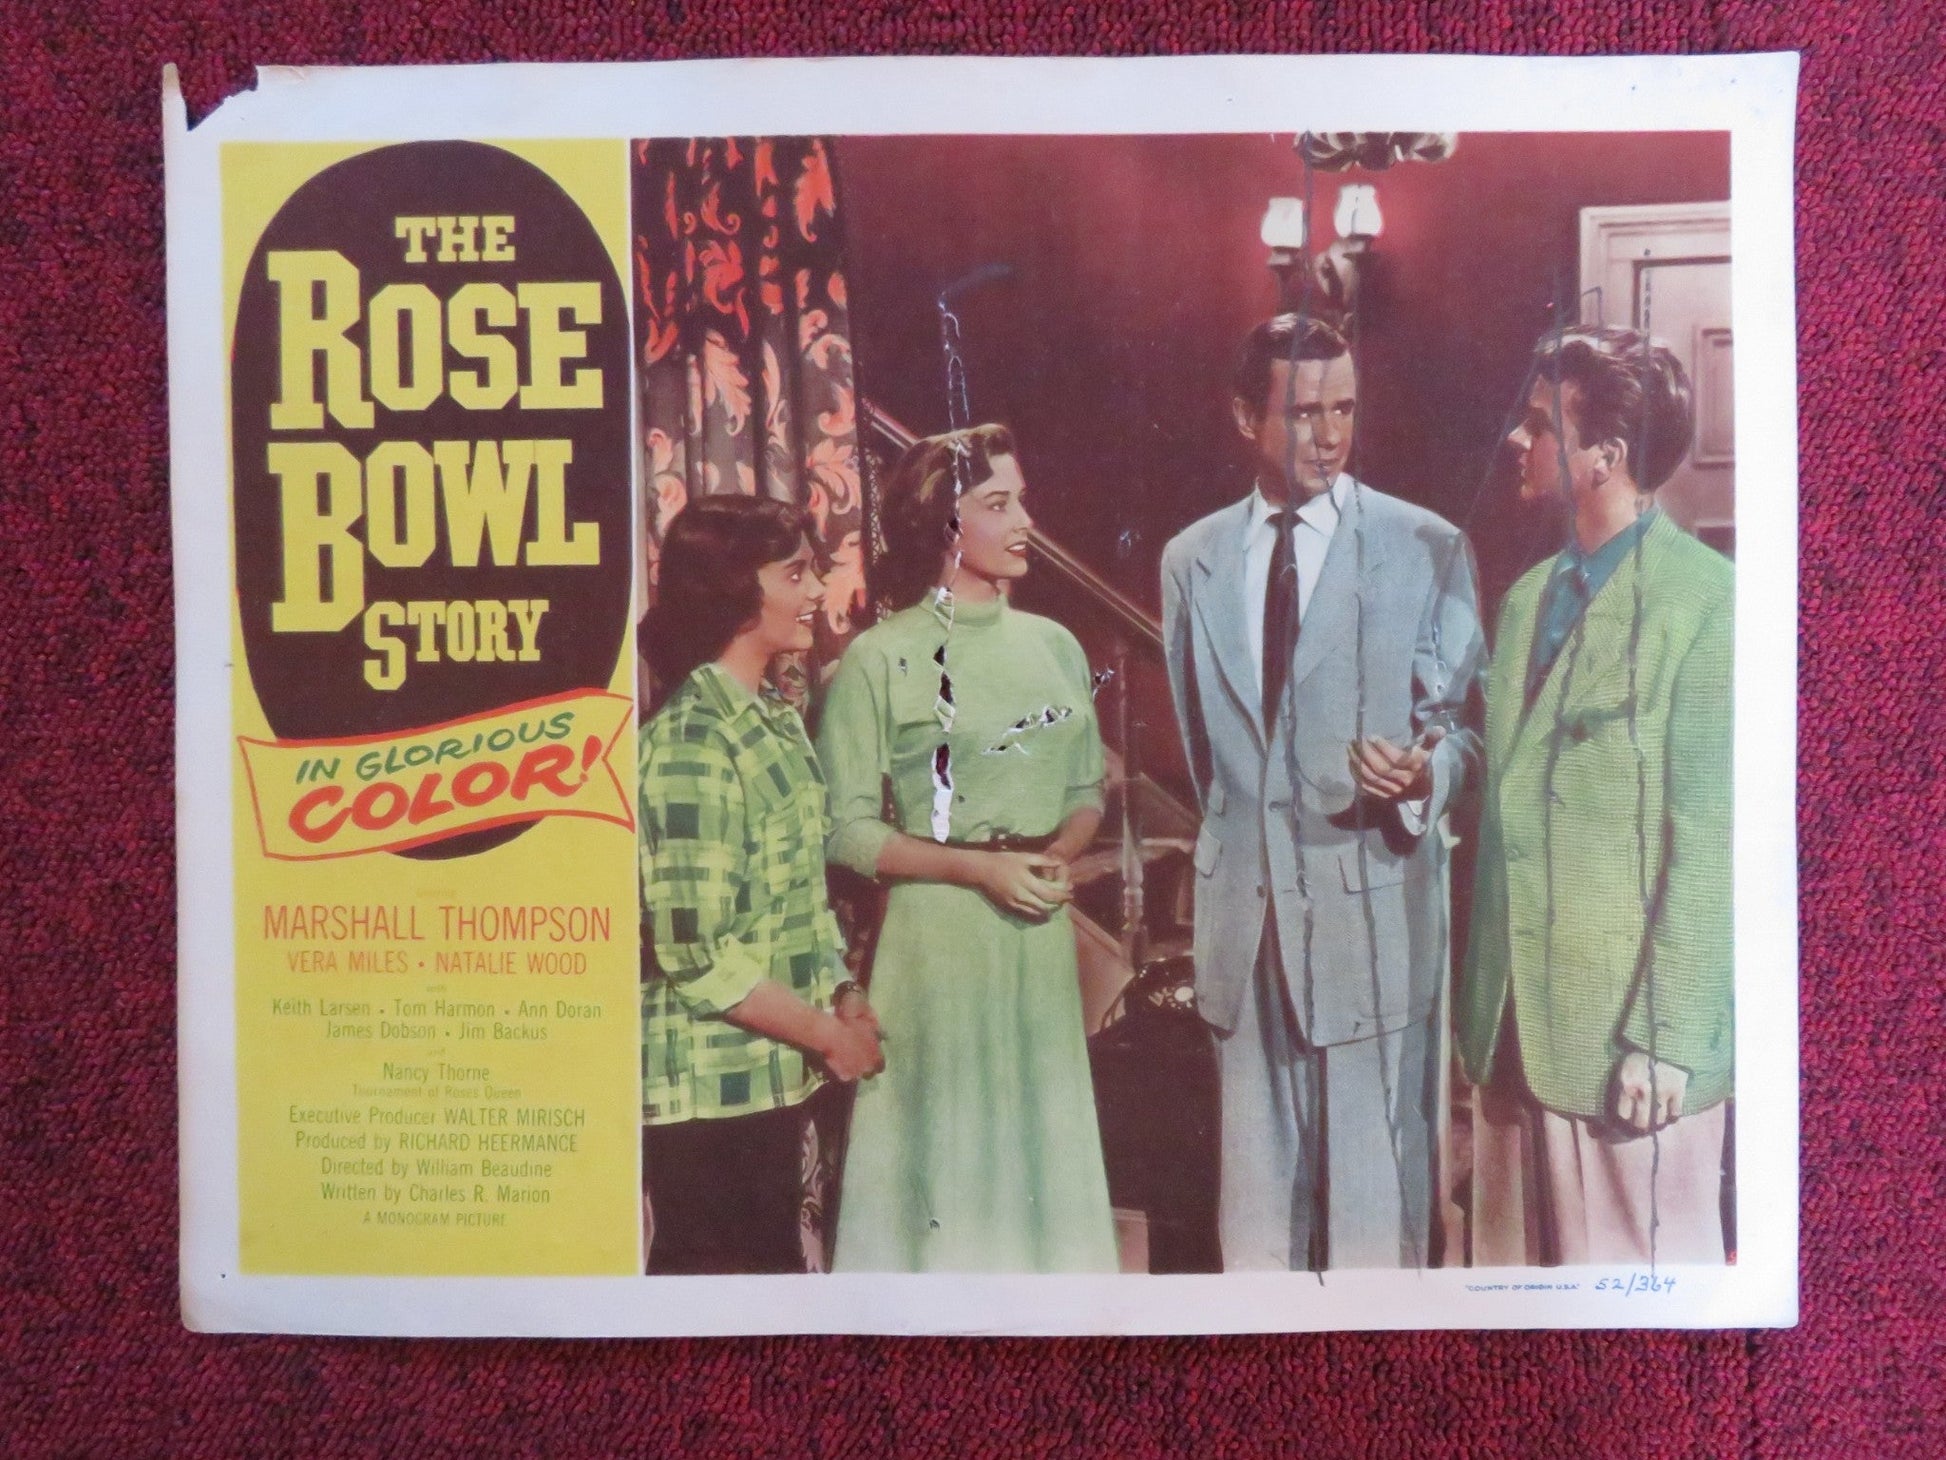 THE
ROSE
BOWL
STORY
IN GLORIOUS
COLOR!
MARSHALL THOMPSON
VERA MILES • NATALIE WOOD
with
Keith Larsen • Tom Harmon • Ann Doran
James Dobson • Jim Backus
and
Nancy Thorne
Tournament of Roses Queen
Executive Producer WALTER MIRISCH
Produced by RICHARD HEERMANCE
Directed by William Beaudine
Written by Charles R. Marion
A MONOGRAM PICTURE
"COUNTRY OF ORIGIN U.S.A." 52/364